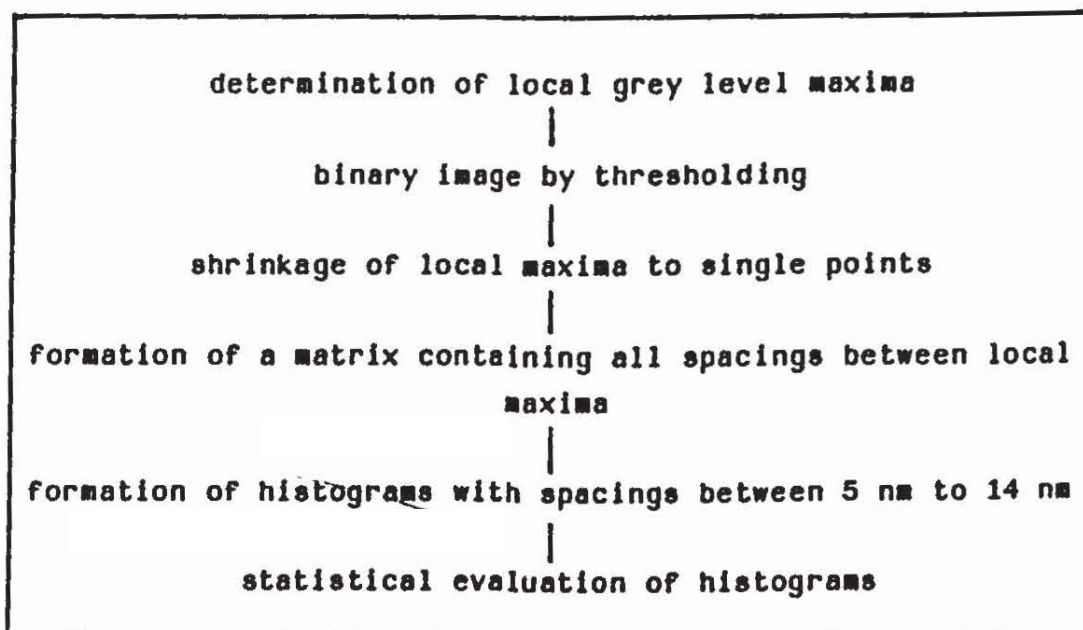 determination of local grey level maxima
binary image by thresholding
shrinkage of local maxima to single points
formation of a matrix containing all spacings between local
maxima
formation of histograms with spacings between 5 nm to 14 nm
statistical evaluation of histograms